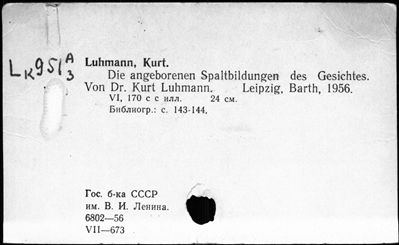 Lк951 А/3
Luhmann, Kurt.
Die angeborenen Spaltbildungen des Gesichtes.
Von Dr. Kurt Luhmann. Leipzig, Barth, 1956.
VI, 170 с с илл. 24 см.
Библиогр.: с. 143-144.
Гос. б-ка СССР
им. В. И. Ленина.
6802—56
VII—673